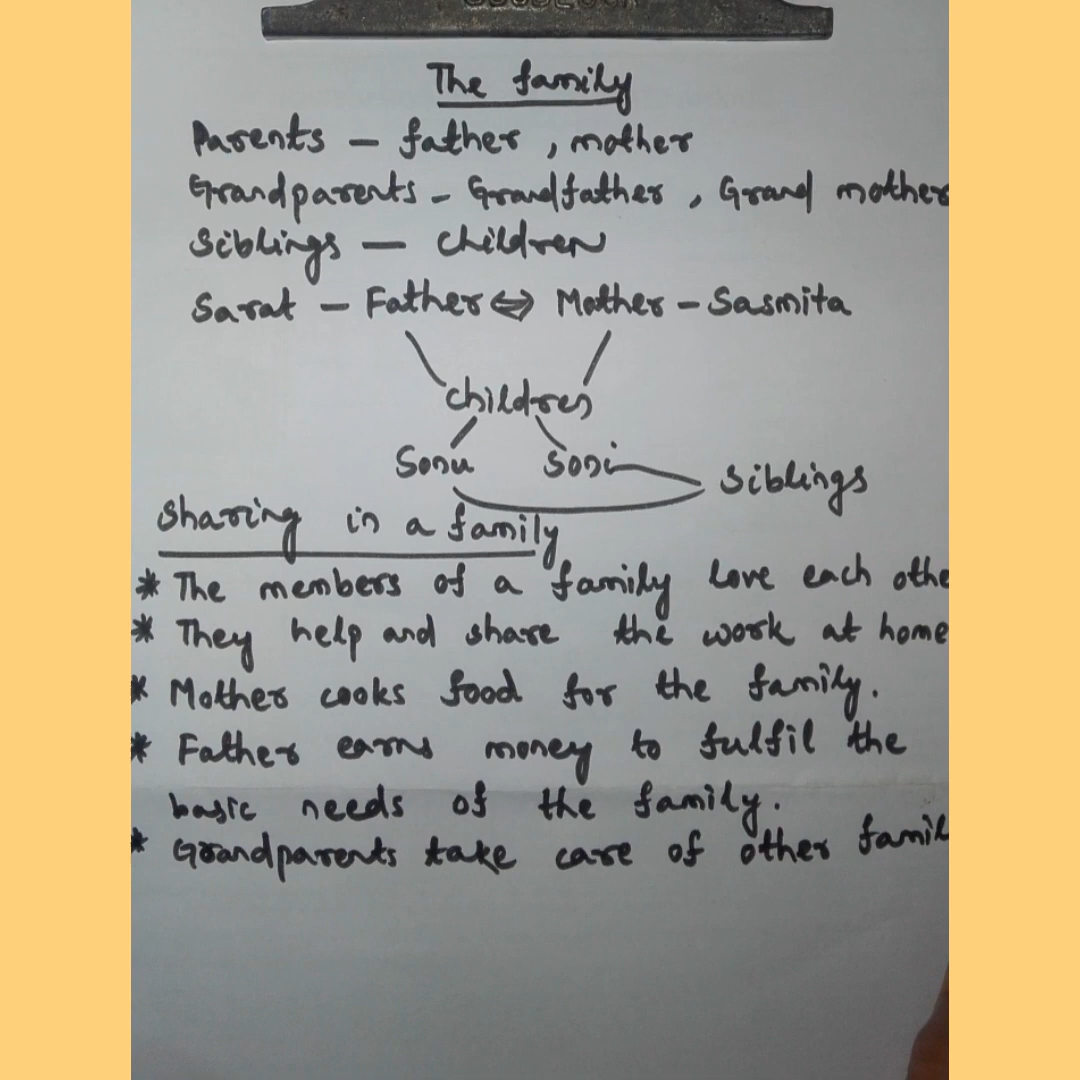 The family
Parents — father , mother
Grandparents - Grandfather , Grand mother
Siblings — children
Sarat — Father ⇔ Mother - Sasmita
children
Sonu Soni
Siblings
Sharing in a family
* The members of a family love each othe
* They help and share the work at home
* Mother cooks food for the family.
* Father earns money to fulfil the
basic needs of the family.
* Grandparents take care of other famil